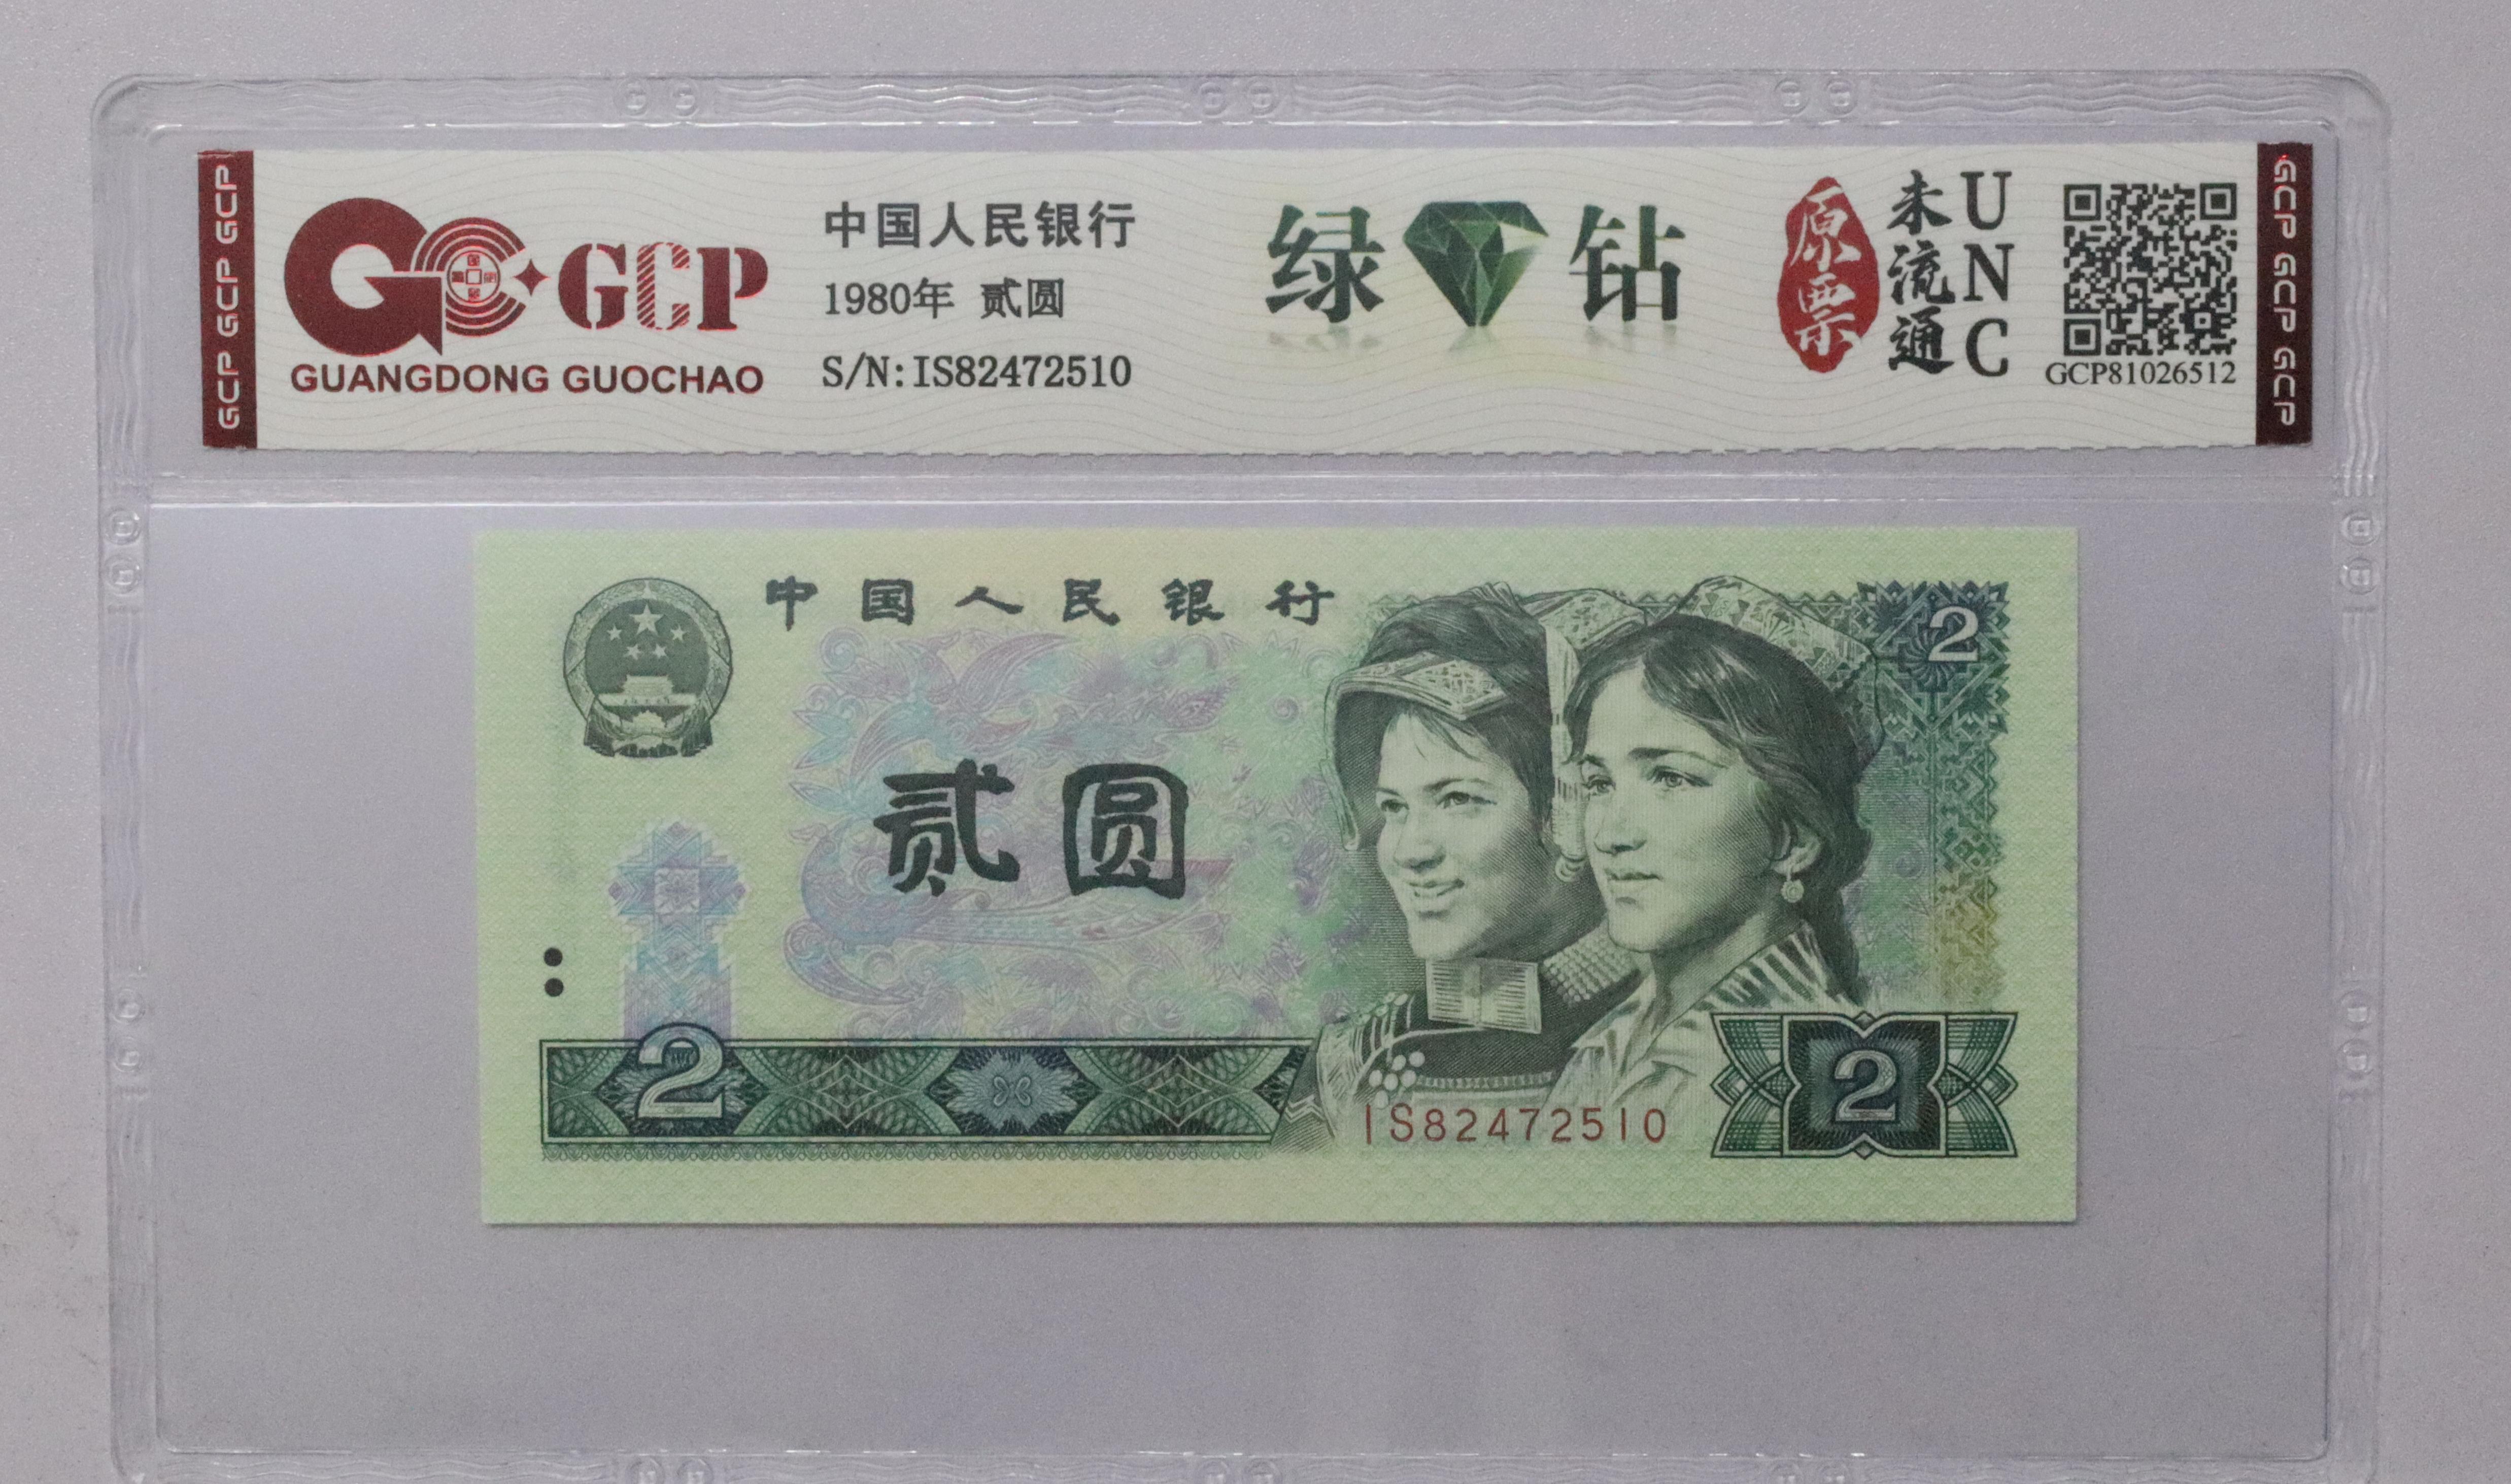 GCP GCP GCP
GCP
GUANGDONG GUOCHAO
中国人民银行
1980年 贰圆
S/N:IS82472510
绿钻
原票
未流通
UNC
GCP81026512
GCP GCP GCP
中国人民银行
2
贰圆
2
IS82472510
2